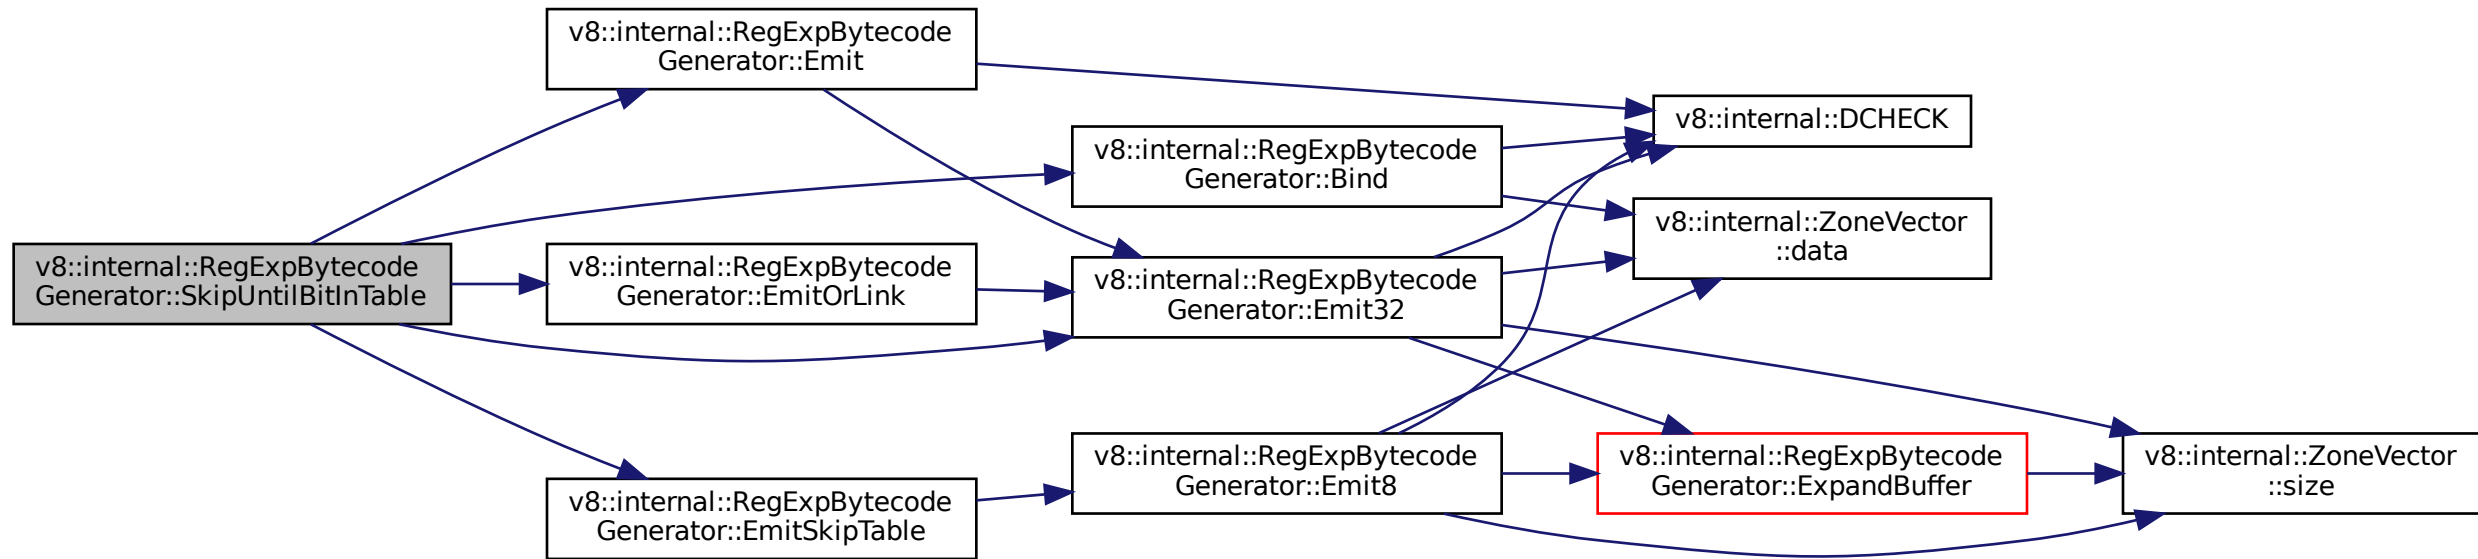 v8::internal::RegExpBytecode
Generator::SkipUntilBitInTable
v8::internal::RegExpBytecode
Generator::Emit
v8::internal::RegExpBytecode
Generator::EmitOrLink
v8::internal::RegExpBytecode
Generator::EmitSkipTable
v8::internal::RegExpBytecode
Generator::Bind
v8::internal::RegExpBytecode
Generator::Emit32
v8::internal::RegExpBytecode
Generator::Emit8
v8::internal::DCHECK
v8::internal::ZoneVector
::data
v8::internal::RegExpBytecode
Generator::ExpandBuffer
v8::internal::ZoneVector
::size